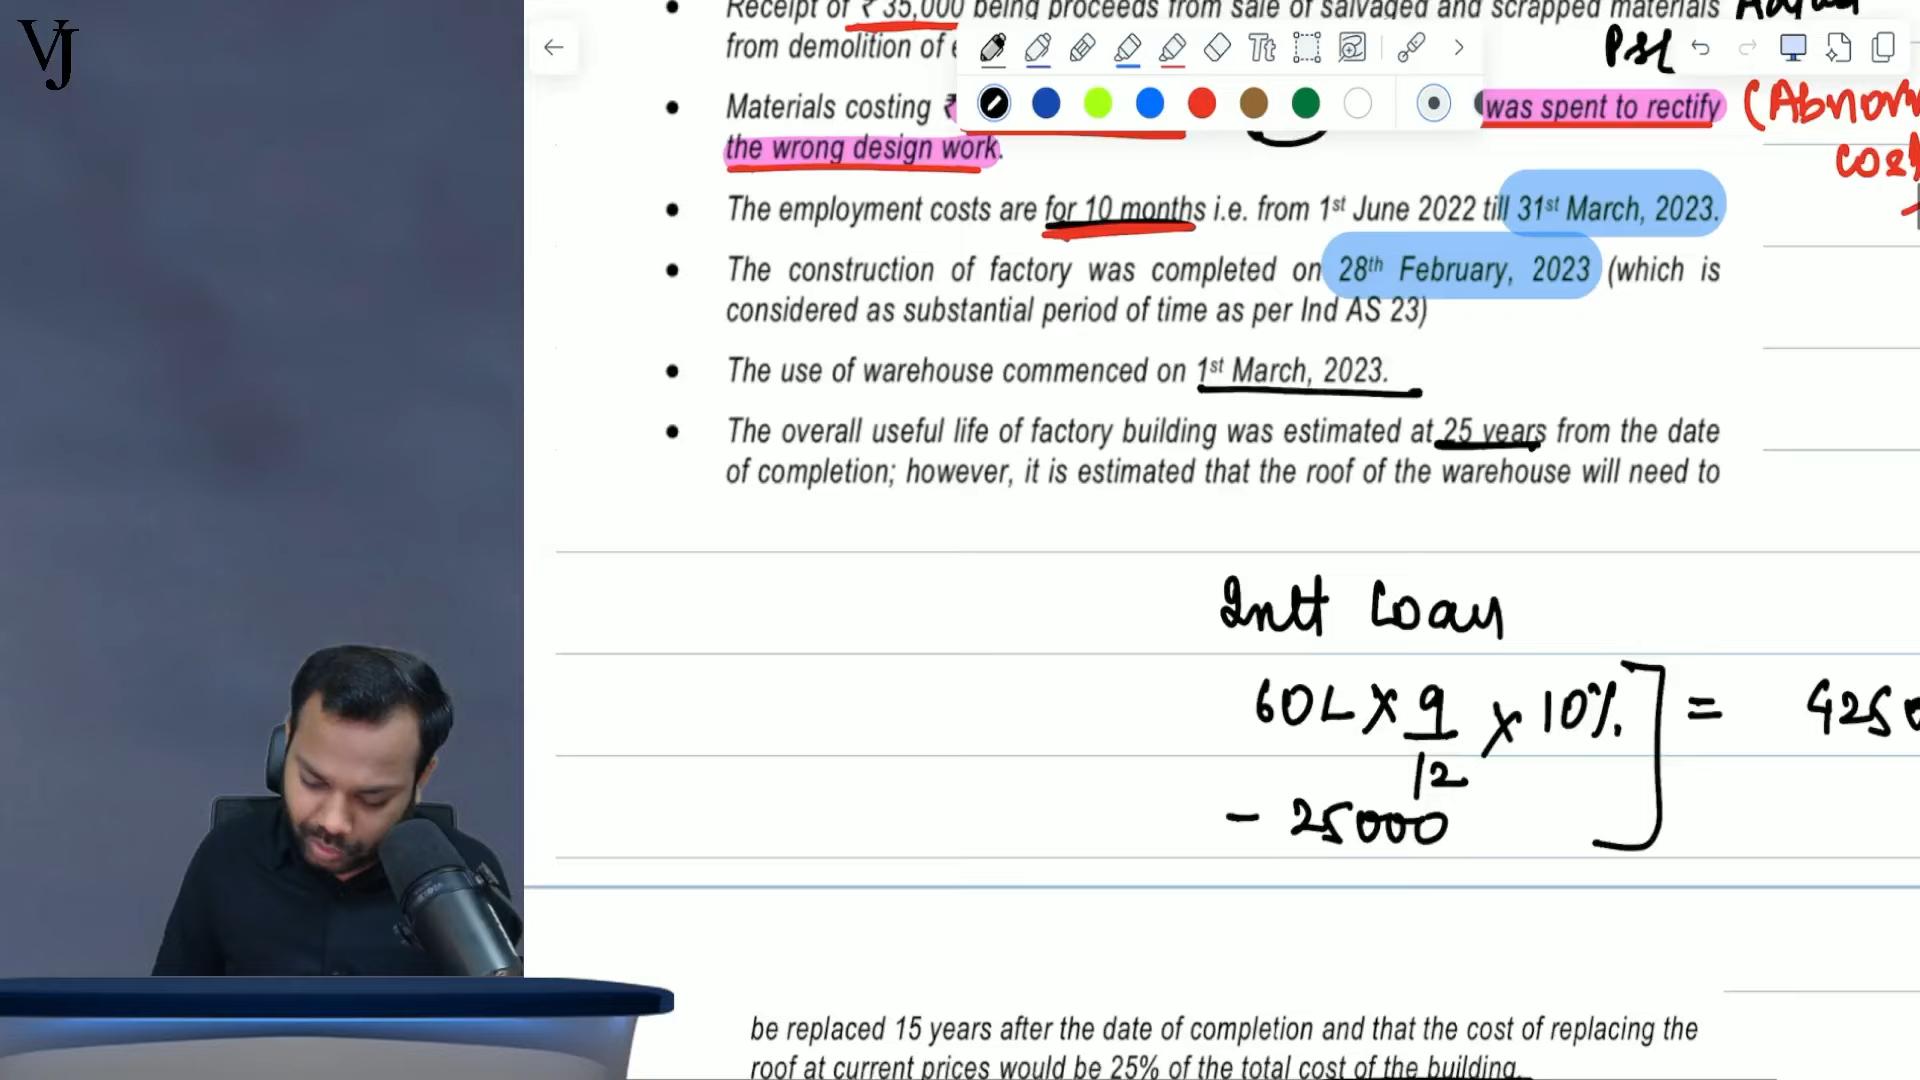 VJ
Receipt of ₹ 35,000 being proceeds from sale of salvaged and scrapped materials
from demolition of
P&L
Tt
Materials costing ₹ was spent to rectify
(Abnorm
the wrong design work.
cost
The employment costs are for 10 months i.e. from 1st June 2022 till 31st March, 2023.
The construction of factory was completed on 28th February, 2023 (which is
considered as substantial period of time as per Ind AS 23)
The use of warehouse commenced on 1st March, 2023.
The overall useful life of factory building was estimated at 25 years from the date
of completion; however, it is estimated that the roof of the warehouse will need to
Intt Loan
60L x 9/12 x 10% ] = 4250
- 25000
be replaced 15 years after the date of completion and that the cost of replacing the
roof at current prices would be 25% of the total cost of the building.